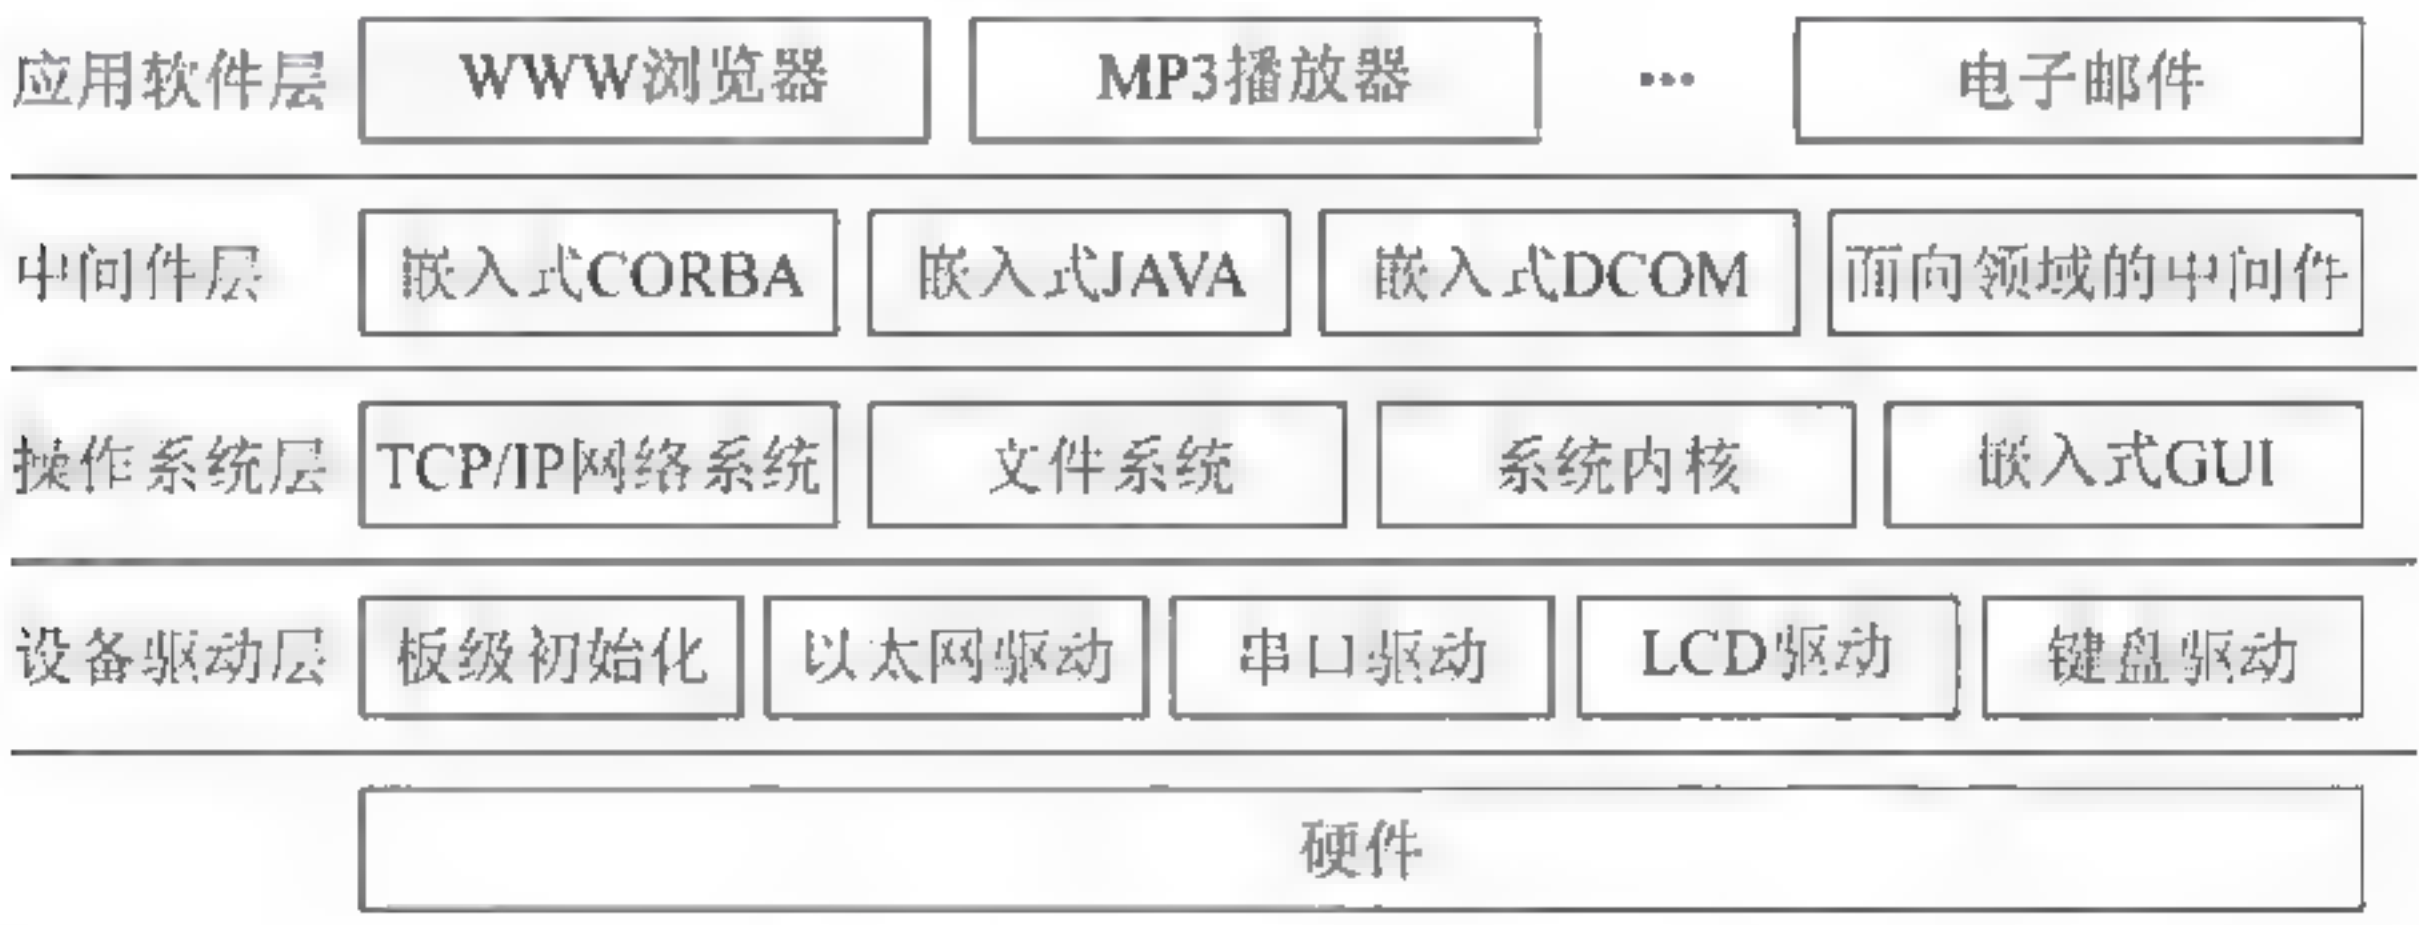 应用软件层 WWW浏览器 MP3播放器 ••• 电子邮件
中间件层 嵌入式CORBA 嵌入式JAVA 嵌入式DCOM 面向领域的中间件
操作系统层 TCP/IP网络系统 文件系统 系统内核 嵌入式GUI
设备驱动层 板级初始化 以太网驱动 串口驱动 LCD驱动 键盘驱动
硬件